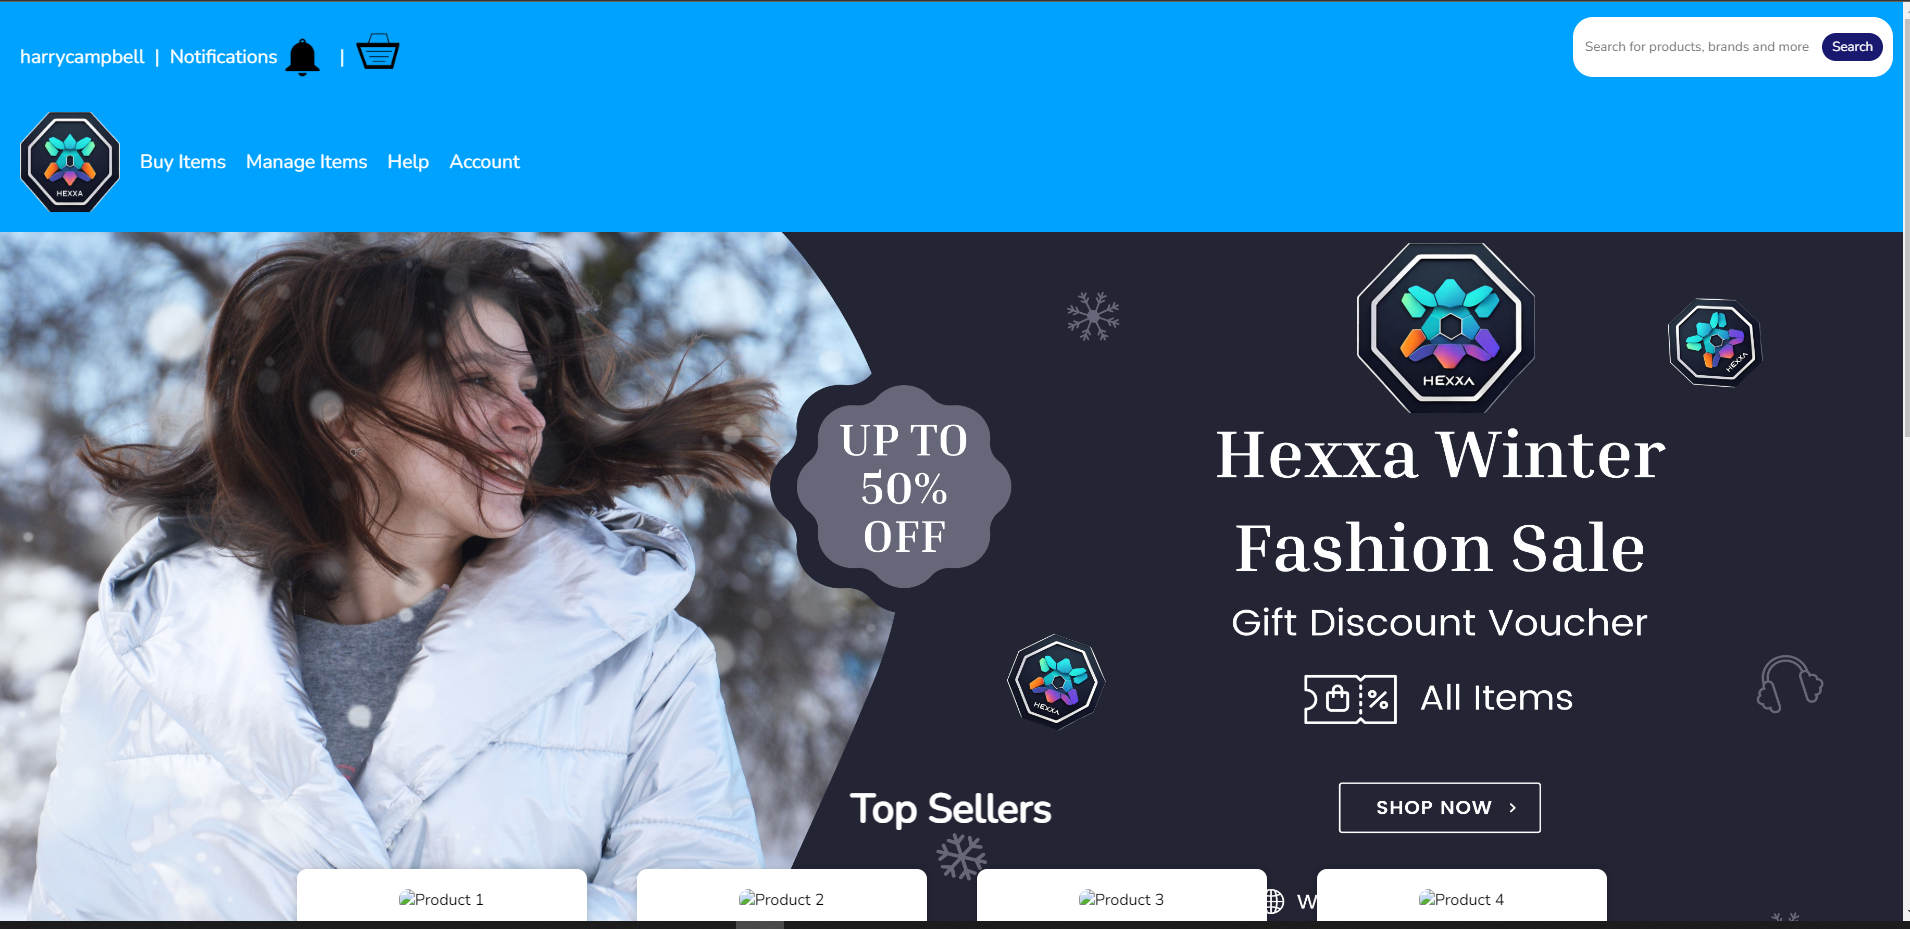 harrycampbell | Notifications |
Search for products, brands and more Search
HEXXA
Buy Items Manage Items Help Account
HEXXA
HEXXA
UP TO
50%
OFF
Hexxa Winter
Fashion Sale
Gift Discount Voucher
HEXXA
% All Items
Top Sellers
SHOP NOW >
Product 1 Product 2 Product 3 Product 4